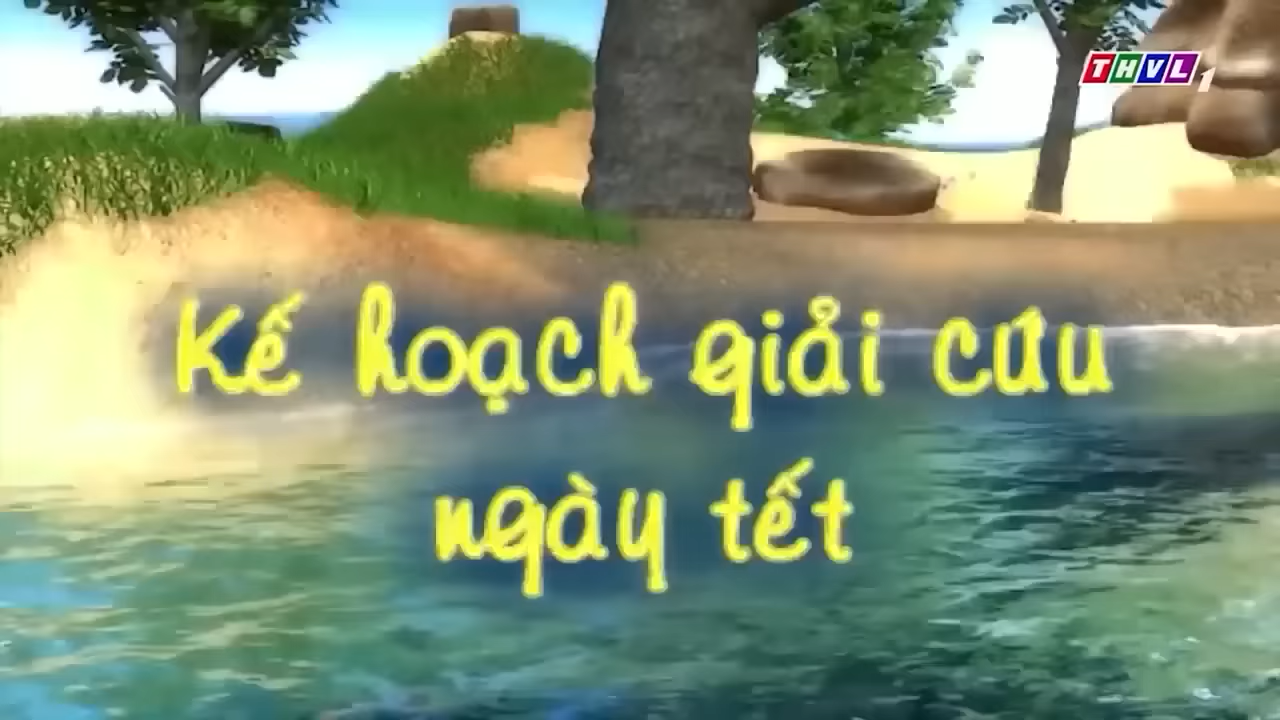 THVL1
Kế hoạch giải cứu
ngày tết